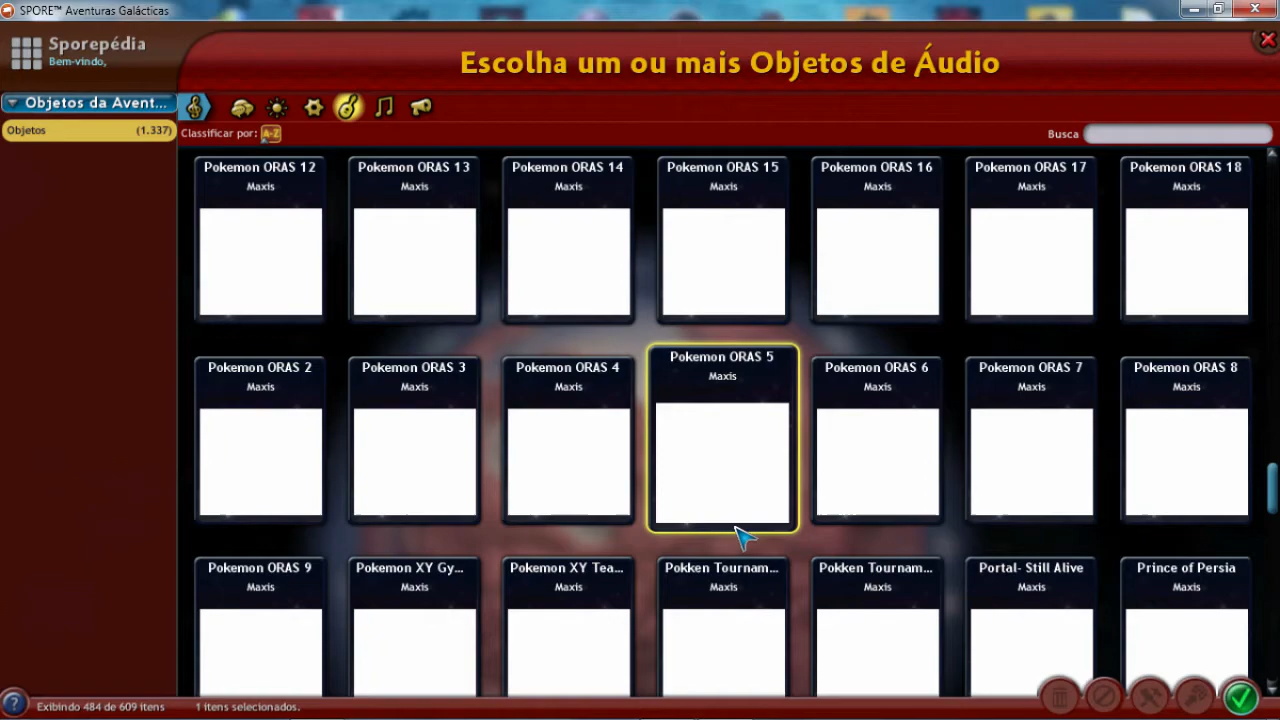 SPORE™ Aventuras Galácticas
Sporepédia
Bem-vindo,
Escolha um ou mais Objetos de Áudio
Objetos da Avent...
Objetos (1.337)
Classificar por: A-Z
Busca
Pokemon ORAS 12 Pokemon ORAS 13 Pokemon ORAS 14 Pokemon ORAS 15 Pokemon ORAS 16 Pokemon ORAS 17 Pokemon ORAS 18
Maxis Maxis Maxis Maxis Maxis Maxis Maxis
Pokemon ORAS 2 Pokemon ORAS 3 Pokemon ORAS 4 Pokemon ORAS 5 Pokemon ORAS 6 Pokemon ORAS 7 Pokemon ORAS 8
Maxis Maxis Maxis Maxis Maxis Maxis Maxis
Pokemon ORAS 9 Pokemon XY Gy... Pokemon XY Tea... Pokken Tournam... Pokken Tournam... Portal- Still Alive Prince of Persia
Maxis Maxis Maxis Maxis Maxis Maxis Maxis
? Exibindo 484 de 609 itens 1 itens selecionados.